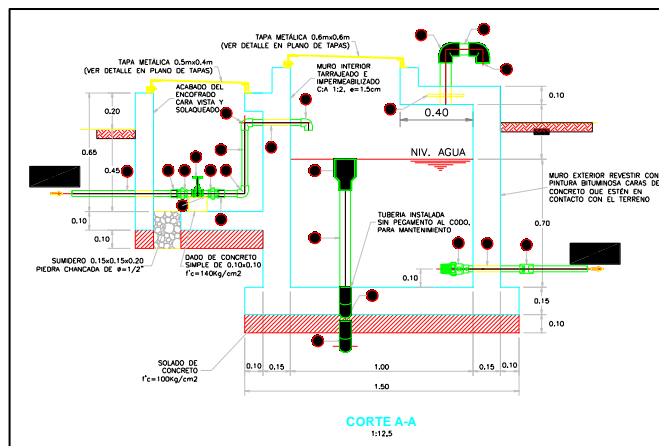 TAPA METÁLICA 0.6mx0.6m
(VER DETALLE EN PLANO DE TAPAS)
TAPA METÁLICA 0.5mx0.4m
(VER DETALLE EN PLANO DE TAPAS)
ACABADO DEL
ENCOFRADO
CARA VISTA Y
SOLAQUEADO
MURO INTERIOR
TARRAJEADO E
IMPERMEABILIZADO
C:A 1:2, e=1.5cm
0.20
0.65
0.45
0.10
0.10
0.10
0.40
NIV. AGUA
MURO EXTERIOR REVESTIR CON
PINTURA BITUMINOSA CARAS DE
CONCRETO QUE ESTÉN EN
CONTACTO CON EL TERRENO
TUBERIA INSTALADA
SIN PEGAMENTO AL CODO,
PARA MANTENIMIENTO
0.70
0.10
0.15
0.10
SUMIDERO 0.15x0.15x0.20
PIEDRA CHANCADA DE Ø=1/2"
DADO DE CONCRETO
SIMPLE DE 0.10x0.10
f'c=140Kg/cm2
SOLADO DE
CONCRETO
f'c=100Kg/cm2
0.10
0.15
1.00
0.15
0.10
1.50
CORTE A-A
1:12.5